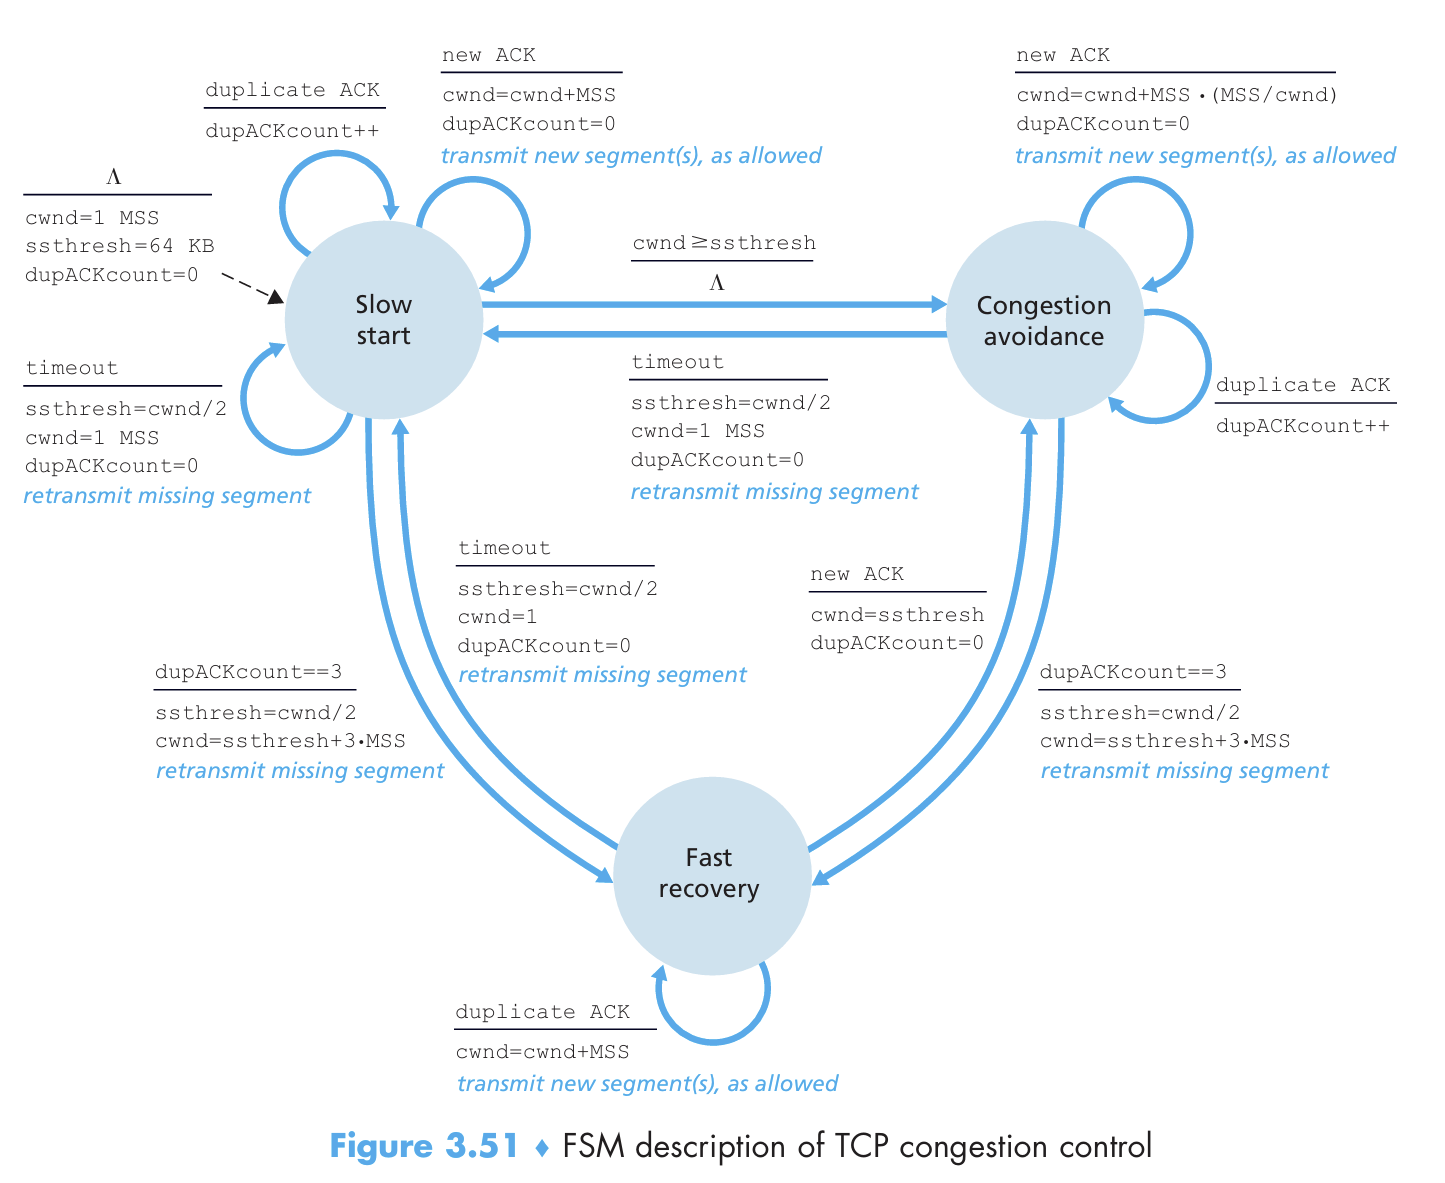 new ACK
cwnd=cwnd+MSS
dupACKcount=0
transmit new segment(s), as allowed
new ACK
cwnd=cwnd+MSS •(MSS/cwnd)
dupACKcount=0
transmit new segment(s), as allowed
duplicate ACK
dupACKcount++
Λ
cwnd=1 MSS
ssthresh=64 KB
dupACKcount=0
cwnd≥ssthresh
Λ
Slow
start
Congestion
avoidance
timeout
ssthresh=cwnd/2
cwnd=1 MSS
dupACKcount=0
retransmit missing segment
timeout
ssthresh=cwnd/2
cwnd=1 MSS
dupACKcount=0
retransmit missing segment
duplicate ACK
dupACKcount++
timeout
ssthresh=cwnd/2
cwnd=1
dupACKcount=0
retransmit missing segment
new ACK
cwnd=ssthresh
dupACKcount=0
dupACKcount==3
ssthresh=cwnd/2
cwnd=ssthresh+3•MSS
retransmit missing segment
dupACKcount==3
ssthresh=cwnd/2
cwnd=ssthresh+3•MSS
retransmit missing segment
Fast
recovery
duplicate ACK
cwnd=cwnd+MSS
transmit new segment(s), as allowed
Figure 3.51 ♦ FSM description of TCP congestion control